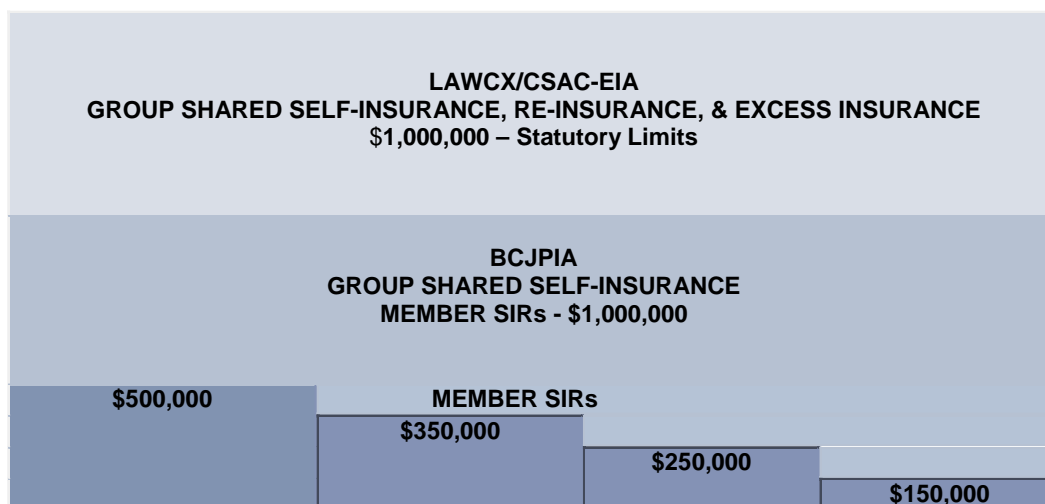 LAWCX/CSAC-EIA
GROUP SHARED SELF-INSURANCE, RE-INSURANCE, & EXCESS INSURANCE
$1,000,000 – Statutory Limits
BCJPIA
GROUP SHARED SELF-INSURANCE
MEMBER SIRs - $1,000,000
$500,000
MEMBER SIRs
$350,000
$250,000
$150,000